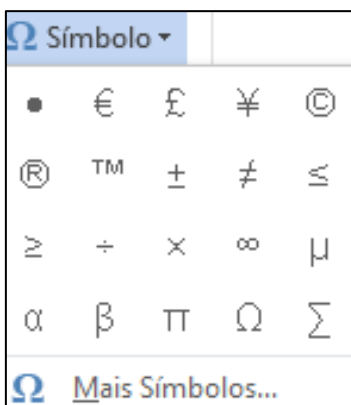 Ω Símbolo
● € £ ¥ ©
® ™ ± ≠ ≤
≥ ÷ × ∞ µ
α β π Ω ∑
Ω Mais Símbolos...